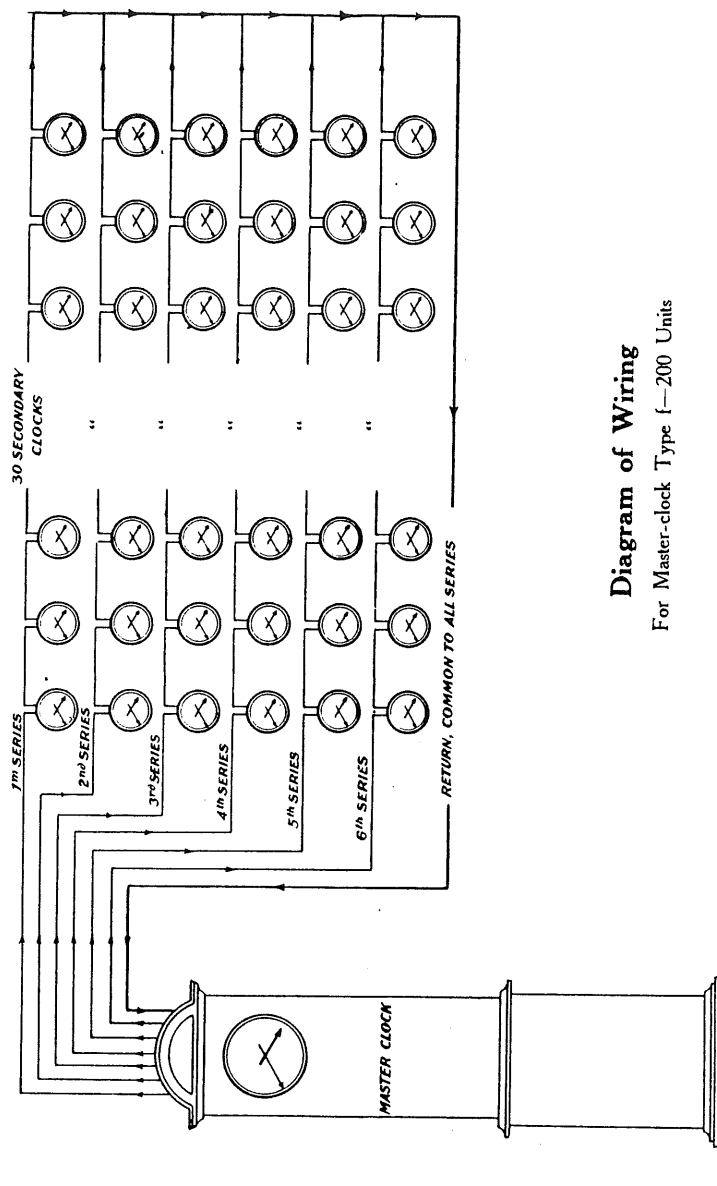 30 SECONDARY
CLOCKS
"
"
"
"
"
1m SERIES
2nd SERIES
3rd SERIES
4th SERIES
5th SERIES
6th SERIES
RETURN, COMMON TO ALL SERIES
MASTER CLOCK
Diagram of Wiring
For Master-clock Type f—200 Units